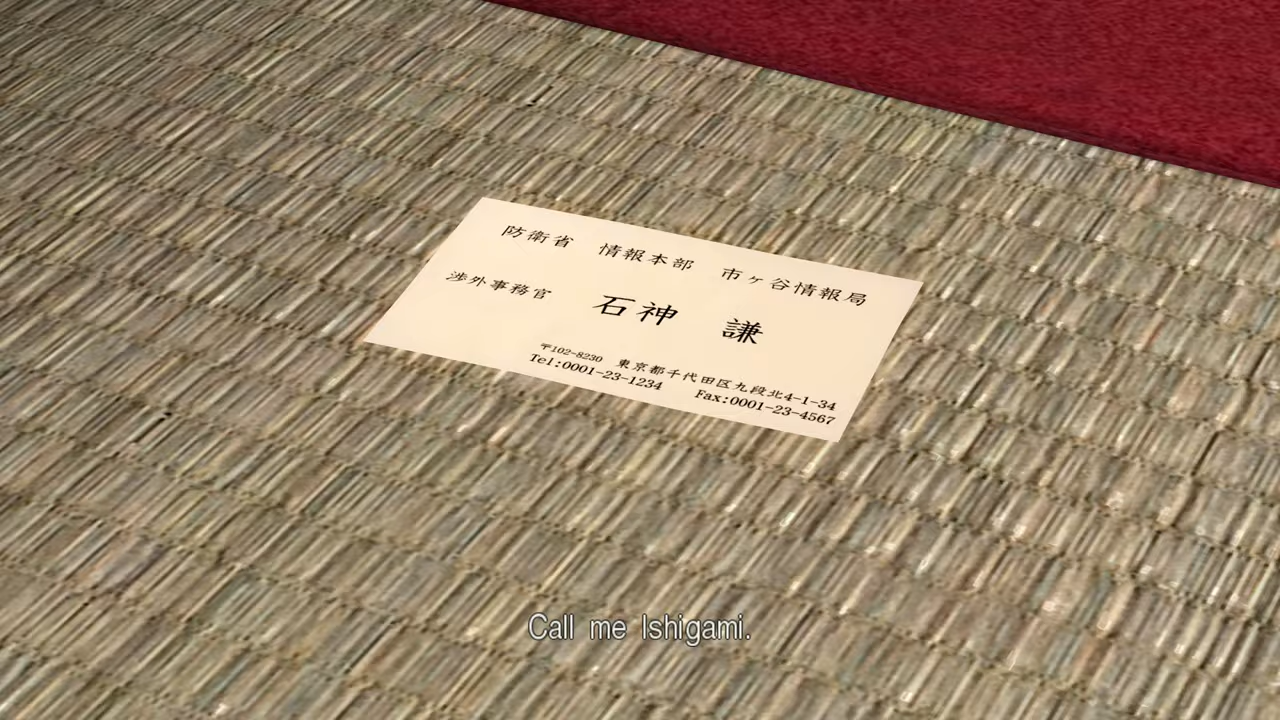 防衛省　情報本部　市ヶ谷情報局
渉外事務官　石神　謙
〒102-8230　東京都千代田区九段北4-1-34
Tel:0001-23-1234　Fax:0001-23-4567
Call me Ishigami.